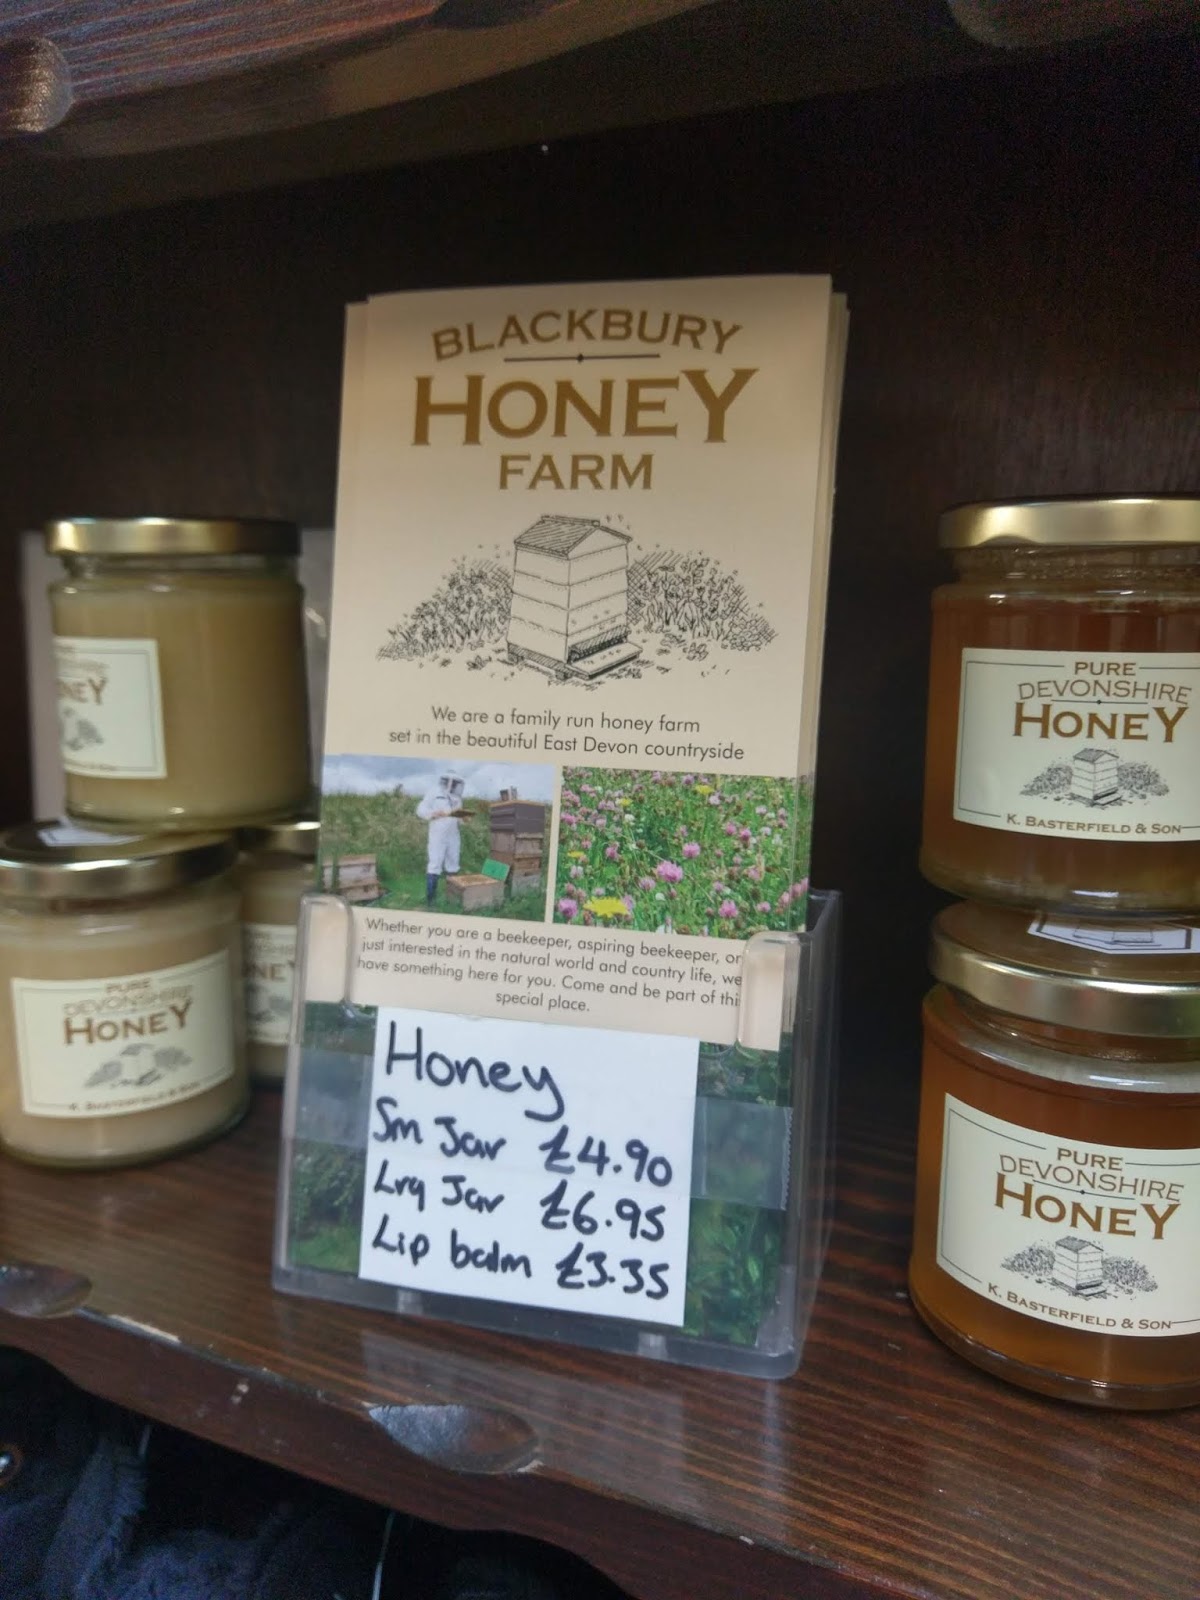 BLACKBURY
HONEY
FARM
We are a family run honey farm
set in the beautiful East Devon countryside
Whether you are a beekeeper, aspiring beekeeper, or
just interested in the natural world and country life, we
have something here for you. Come and be part of this
special place.
Honey
Sm Jar £4.90
Lrg Jar £6.95
Lip balm £3.35
PURE
DEVONSHIRE
HONEY
K. BASTERFIELD & SON
PURE
DEVONSHIRE
HONEY
K. BASTERFIELD & SON
PURE
DEVONSHIRE
HONEY
K. BASTERFIELD & SON